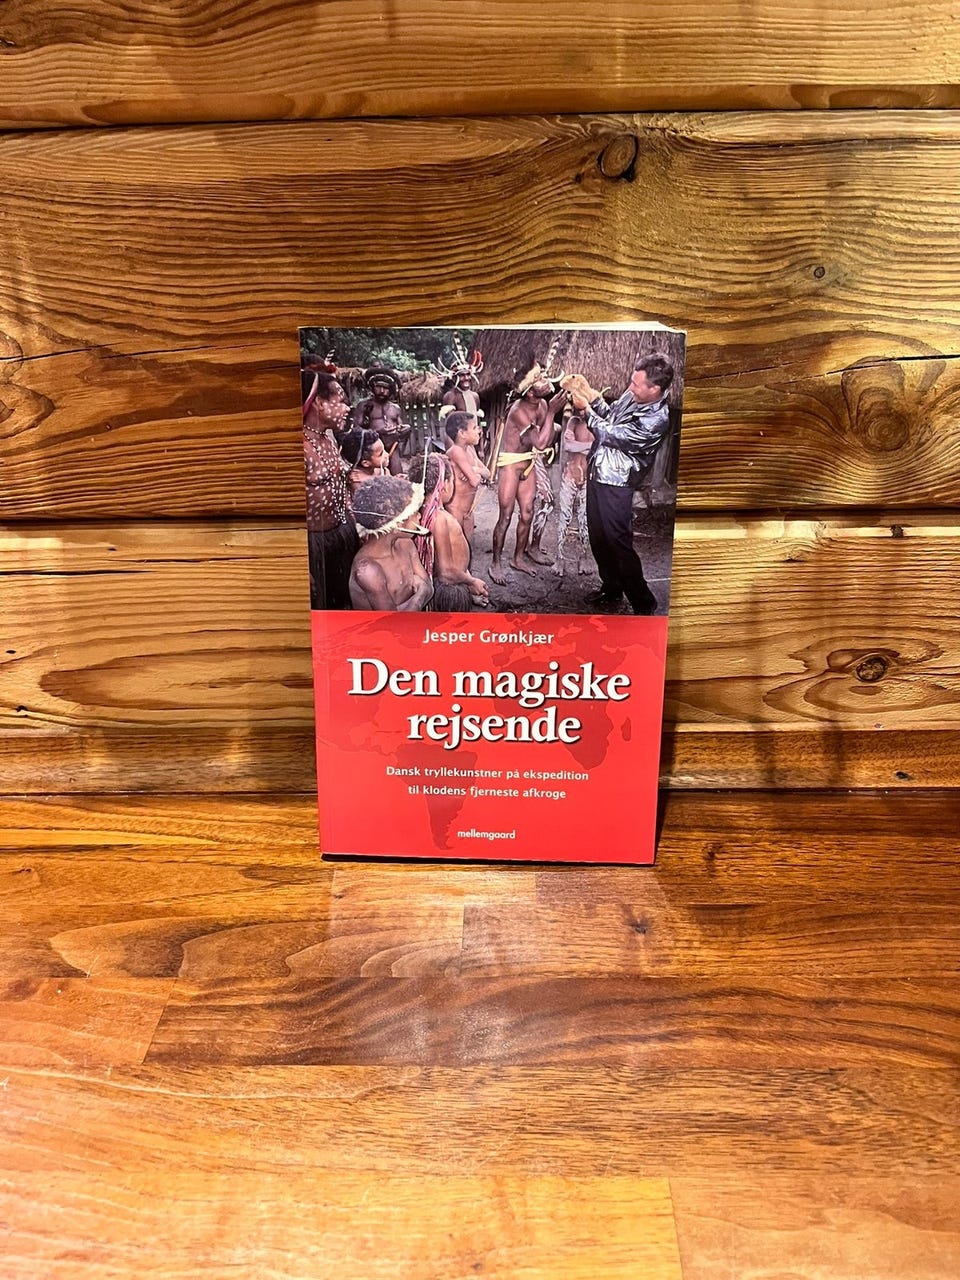 Jesper Grønkjær
Den magiske
rejsende
Dansk tryllekunstner på ekspedition
til klodens fjerneste afkroge
mellemgaard